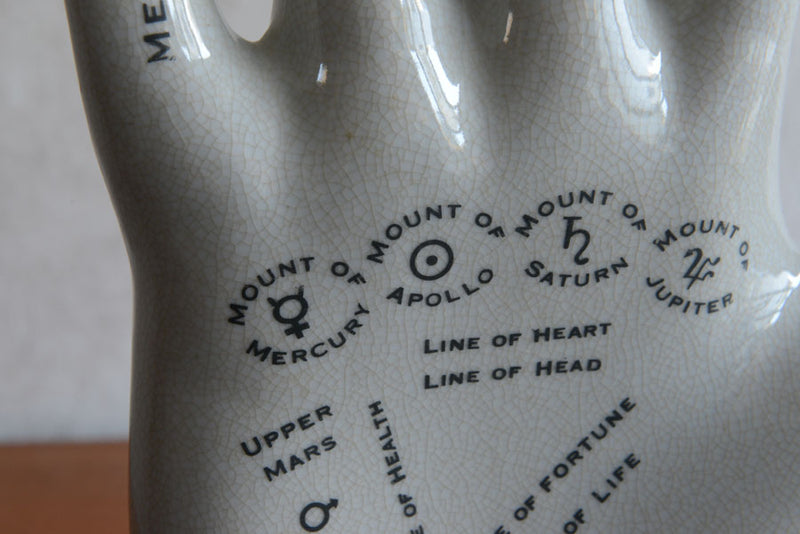 ME
MOUNT OF
MERCURY
MOUNT OF
APOLLO
MOUNT OF
SATURN
MOUNT OF
JUPITER
LINE OF HEART
LINE OF HEAD
UPPER
MARS
OF HEALTH
OF FORTUNE
OF LIFE